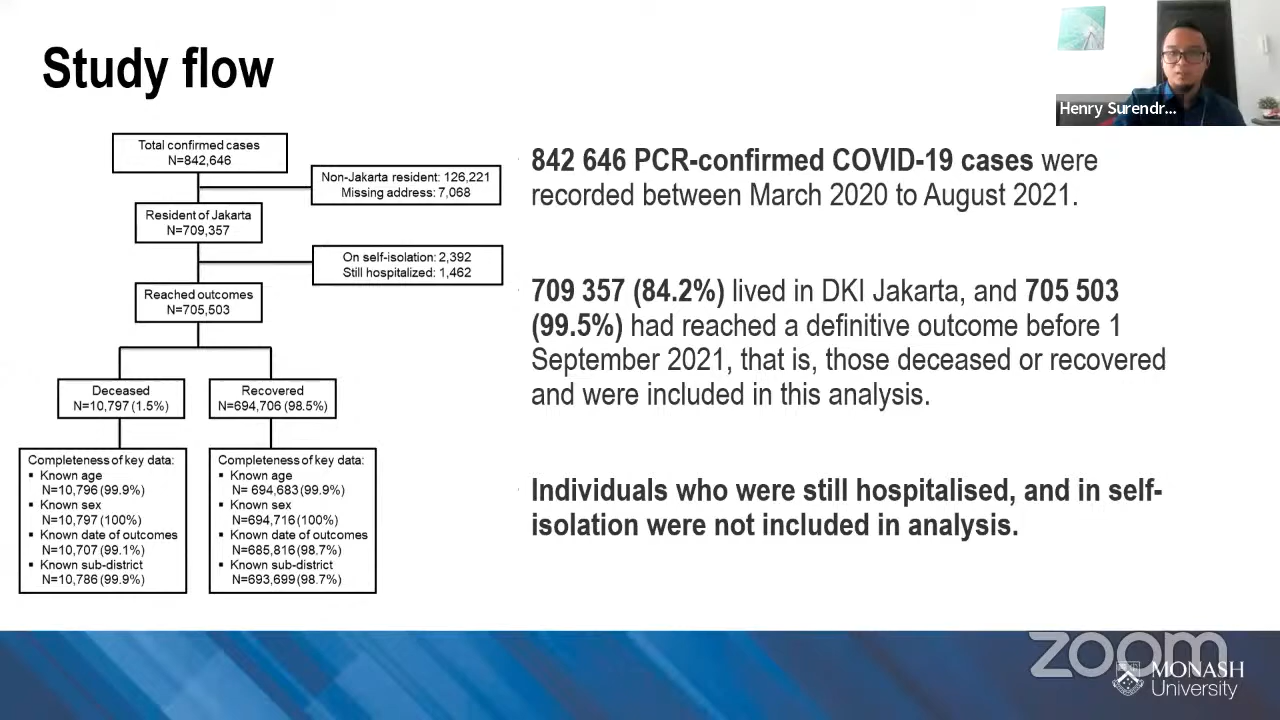 Study flow
Henry Surendr...
Total confirmed cases
N=842,646
Non-Jakarta resident: 126,221
Missing address: 7,068
Resident of Jakarta
N=709,357
On self-isolation: 2,392
Still hospitalized: 1,462
Reached outcomes
N=705,503
Deceased
N=10,797 (1.5%)
Recovered
N=694,706 (98.5%)
Completeness of key data:
▪ Known age
N=10,796 (99.9%)
▪ Known sex
N=10,797 (100%)
▪ Known date of outcomes
N=10,707 (99.1%)
▪ Known sub-district
N=10,786 (99.9%)
Completeness of key data:
▪ Known age
N= 694,683 (99.9%)
▪ Known sex
N=694,716 (100%)
▪ Known date of outcomes
N=685,816 (98.7%)
▪ Known sub-district
N=693,699 (98.7%)
842 646 PCR-confirmed COVID-19 cases were
recorded between March 2020 to August 2021.
709 357 (84.2%) lived in DKI Jakarta, and 705 503
(99.5%) had reached a definitive outcome before 1
September 2021, that is, those deceased or recovered
and were included in this analysis.
Individuals who were still hospitalised, and in self-
isolation were not included in analysis.
zoom
MONASH
University